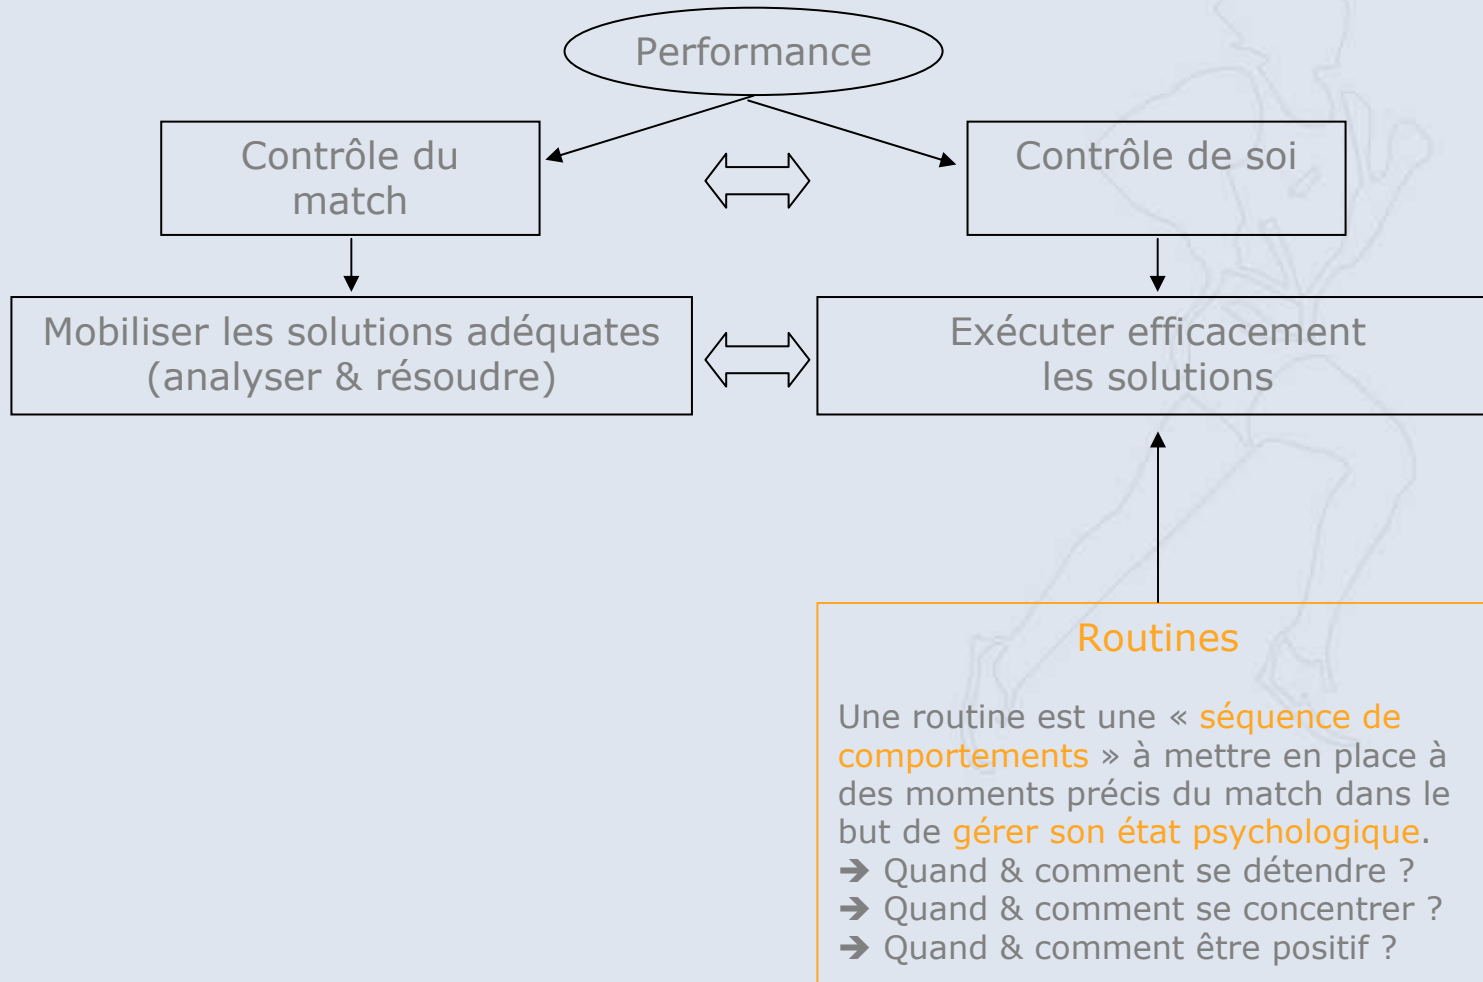 Performance
Contrôle du
match
Contrôle de soi
Mobiliser les solutions adéquates
(analyser & résoudre)
Exécuter efficacement
les solutions
Routines
Une routine est une « séquence de
comportements » à mettre en place à
des moments précis du match dans le
but de gérer son état psychologique.
➔ Quand & comment se détendre ?
➔ Quand & comment se concentrer ?
➔ Quand & comment être positif ?